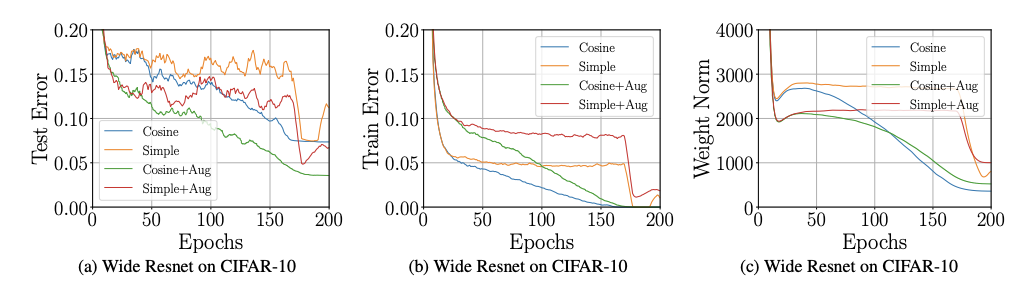 0.20
0.15
0.10
0.05
0.00
0
50
100
150
200
Test Error
Epochs
Cosine
Simple
Cosine+Aug
Simple+Aug
(a) Wide Resnet on CIFAR-10
0.20
0.15
0.10
0.05
0.00
0
50
100
150
200
Train Error
Epochs
Cosine
Simple
Cosine+Aug
Simple+Aug
(b) Wide Resnet on CIFAR-10
4000
3000
2000
1000
0
0
50
100
150
200
Weight Norm
Epochs
Cosine
Simple
Cosine+Aug
Simple+Aug
(c) Wide Resnet on CIFAR-10